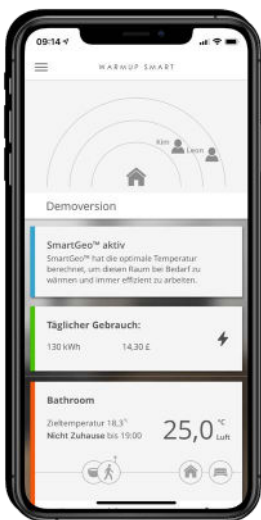 09:14
WARMUP SMART
Kim
Leon
Demoversion
SmartGeo™ aktiv
SmartGeo™ hat die optimale Temperatur
berechnet, um diesen Raum bei Bedarf zu
wärmen und immer effizient zu arbeiten.
Täglicher Gebrauch:
130 kWh 14,30 £
Bathroom
Zieltemperatur 18,3°
Nicht Zuhause bis 19:00
25,0 °C
Luft